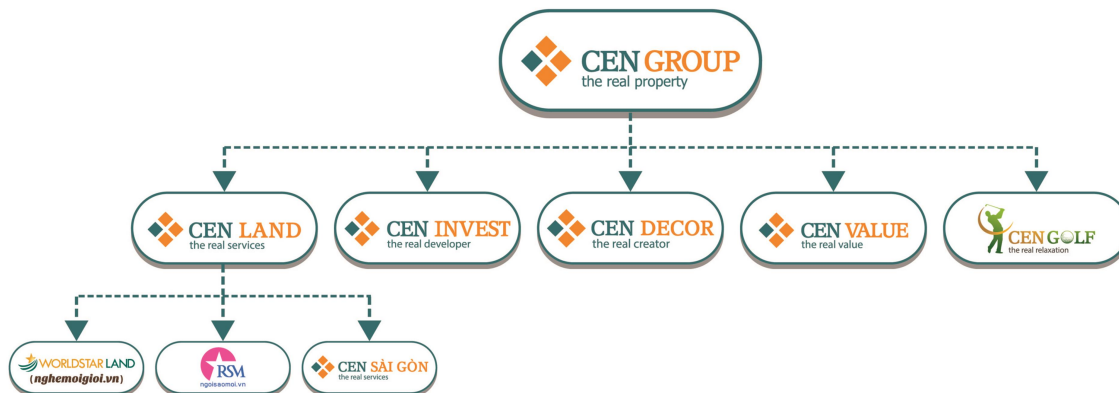 CEN GROUP
the real property
CEN LAND
the real services
CEN INVEST
the real developer
CEN DECOR
the real creator
CEN VALUE
the real value
CEN GOLF
the real relaxation
WORLDSTAR LAND
(nghemoigioi.vn)
RSM
ngoisaomoi.vn
CEN SÀI GÒN
the real services